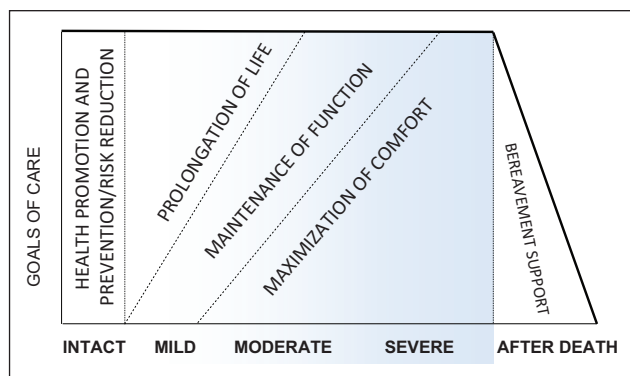 GOALS OF CARE
HEALTH PROMOTION AND
PREVENTION/RISK REDUCTION
PROLONGATION OF LIFE
MAINTENANCE OF FUNCTION
MAXIMIZATION OF COMFORT
BEREAVEMENT SUPPORT
INTACT MILD MODERATE SEVERE AFTER DEATH